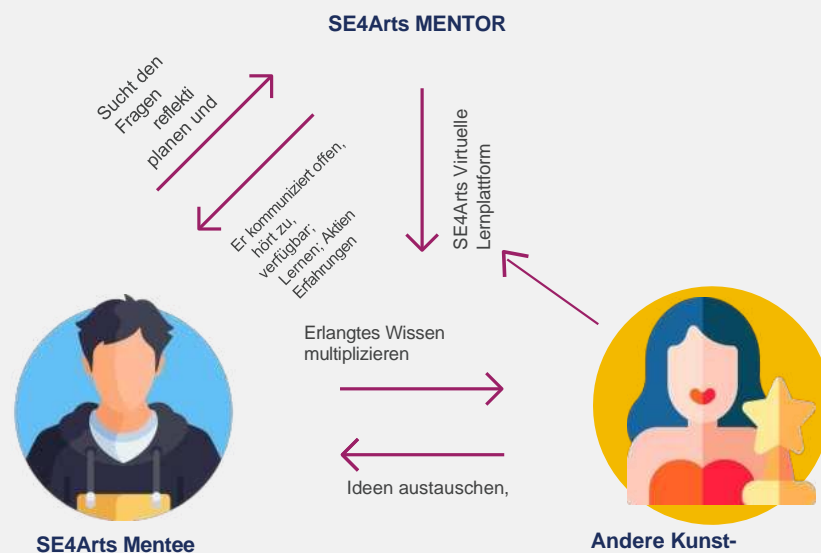 SE4Arts MENTOR
Sucht den
Fragen
reflekti
planen und
Er kommuniziert offen,
hört zu,
verfügbar;
Lernen; Aktien
Erfahrungen
SE4Arts Virtuelle
Lernplattform
Erlangtes Wissen
multiplizieren
Ideen austauschen,
SE4Arts Mentee
Andere Kunst-